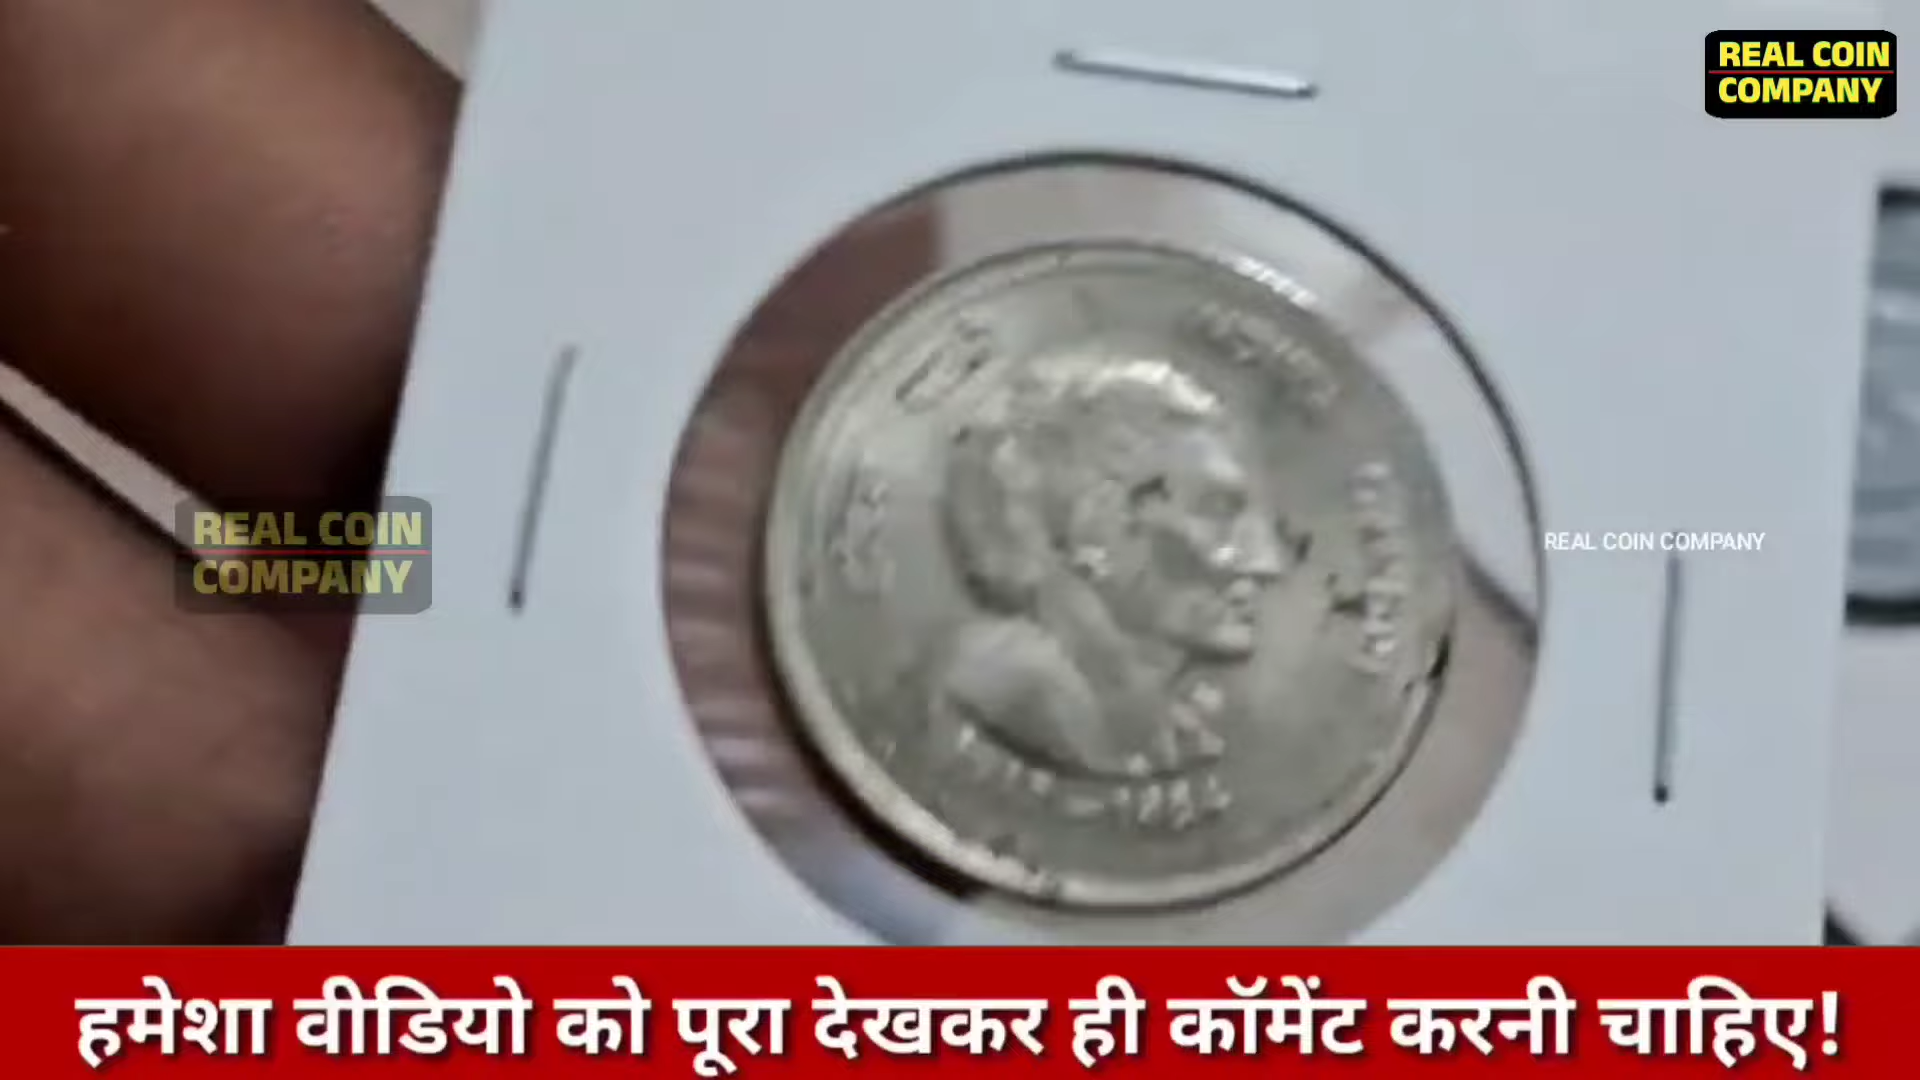 REAL COIN
COMPANY
REAL COIN
COMPANY
REAL COIN COMPANY
हमेशा वीडियो को पूरा देखकर ही कॉमेंट करनी चाहिए!